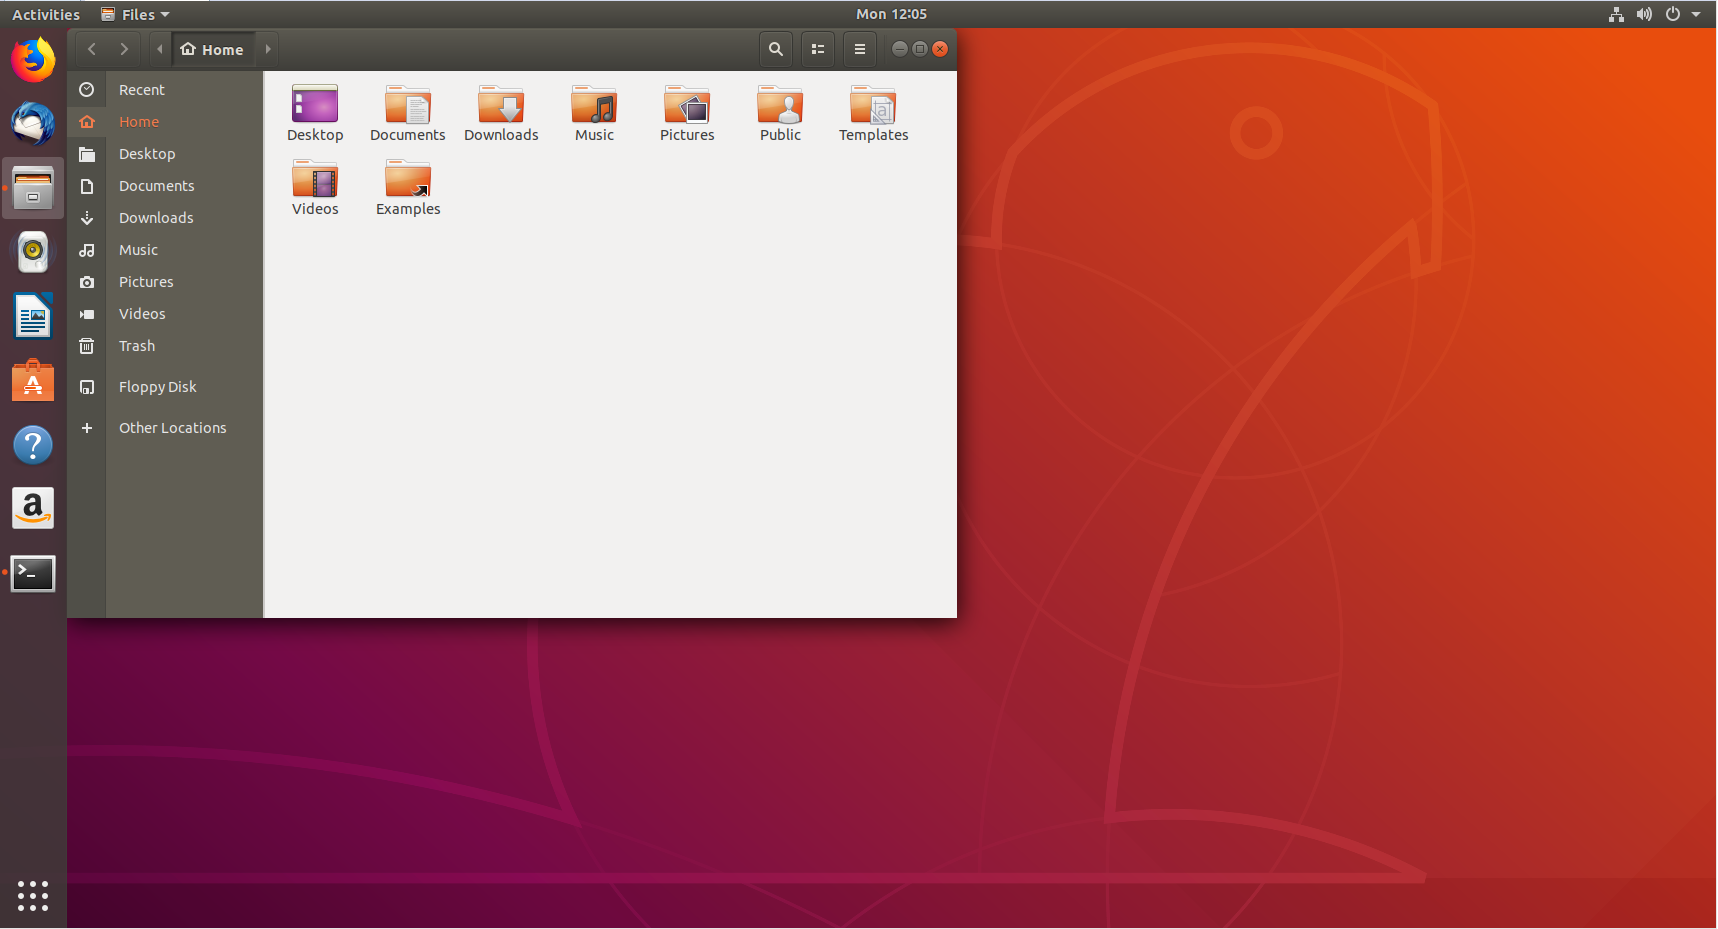 Activities Files Mon 12:05
Home
Recent
Home
Desktop
Documents
Downloads
Music
Pictures
Videos
Trash
Floppy Disk
Other Locations
Desktop Documents Downloads Music Pictures Public Templates
Videos Examples